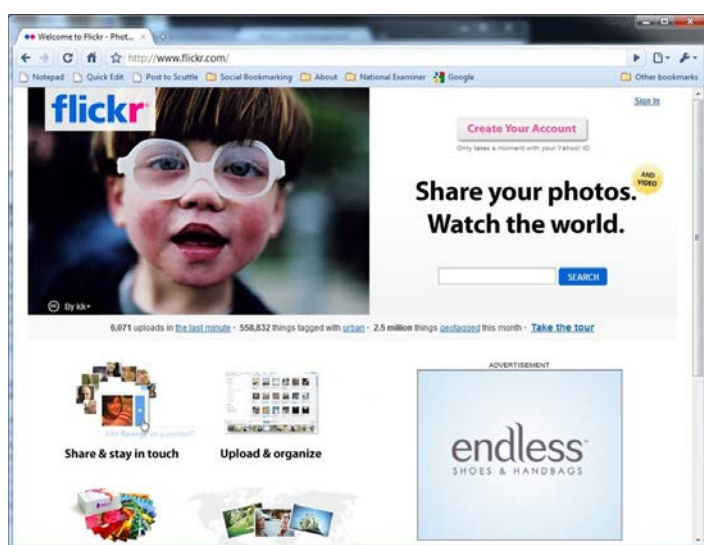 Welcome to Flickr - Phot...
http://www.flickr.com/
Notepad Quick Edit Post to Scuttle Social Bookmarking About National Examiner Google Other bookmarks
flickr
Sign In
Create Your Account
Only takes a moment with your Yahoo! ID
AND VIDEO
Share your photos.
Watch the world.
SEARCH
By kk+
6,071 uploads in the last minute · 558,832 things tagged with urban · 2.5 million things geotagged this month · Take the tour
ADVERTISEMENT
Add George as a contact?
Share & stay in touch
Upload & organize
endless
SHOES & HANDBAGS